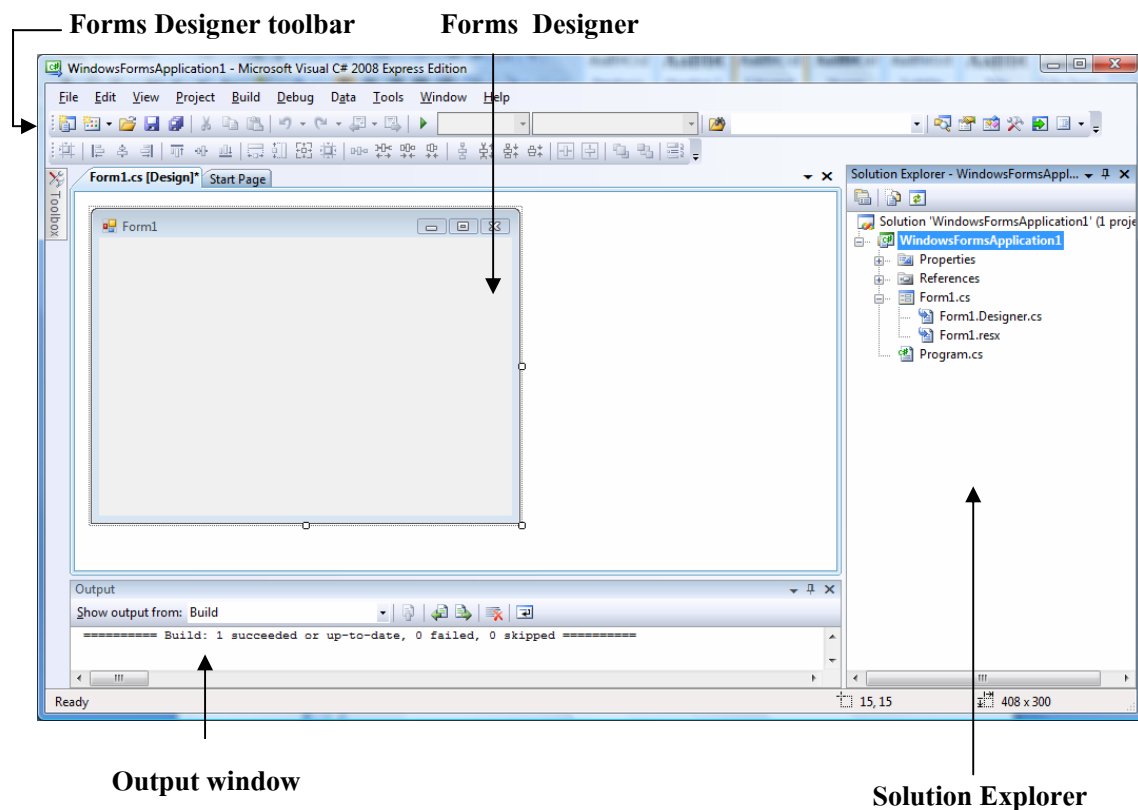 Forms Designer toolbar
Forms Designer
WindowsFormsApplication1 - Microsoft Visual C# 2008 Express Edition
File Edit View Project Build Debug Data Tools Window Help
Toolbox
Form1.cs [Design]* Start Page
Form1
Solution Explorer - WindowsFormsAppl...
Solution 'WindowsFormsApplication1' (1 proje
WindowsFormsApplication1
Properties
References
Form1.cs
Form1.Designer.cs
Form1.resx
Program.cs
Output
Show output from: Build
========== Build: 1 succeeded or up-to-date, 0 failed, 0 skipped ==========
Ready
15, 15
408 x 300
Output window
Solution Explorer